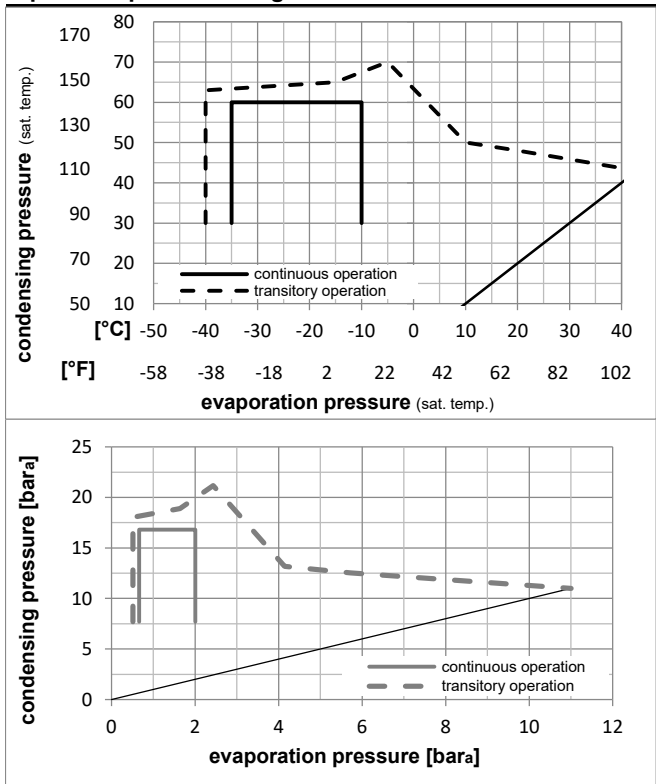 170 80
70
150 60
130 50
110 40
90 30
70 20
50 10
condensing pressure (sat. temp.)
continuous operation
transitory operation
[°C] -50 -40 -30 -20 -10 0 10 20 30 40
[°F] -58 -38 -18 2 22 42 62 82 102
evaporation pressure (sat. temp.)
25
20
15
10
5
0
condensing pressure [bara]
continuous operation
transitory operation
0 2 4 6 8 10 12
evaporation pressure [bara]